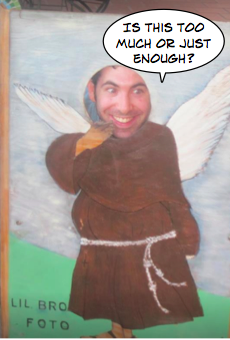 IS THIS TOO
MUCH OR JUST
ENOUGH?
LIL BRO
FOTO